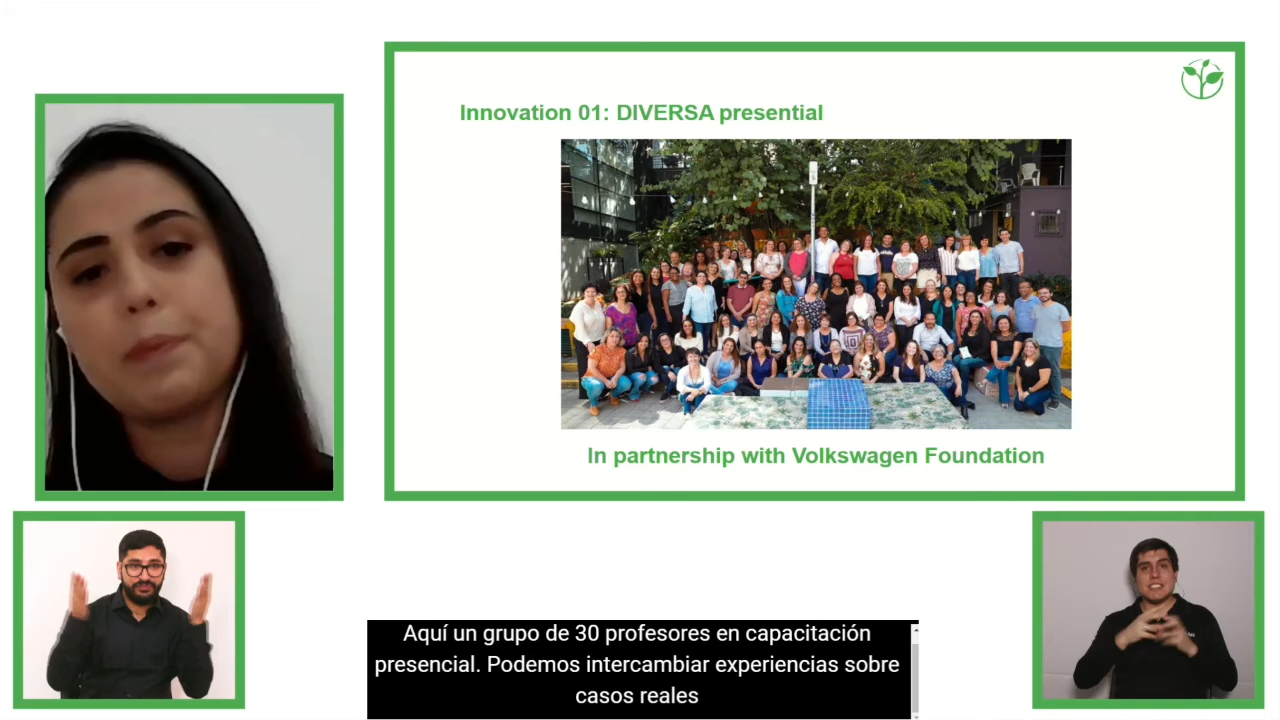 Innovation 01: DIVERSA presential
In partnership with Volkswagen Foundation
Aquí un grupo de 30 profesores en capacitación
presencial. Podemos intercambiar experiencias sobre
casos reales